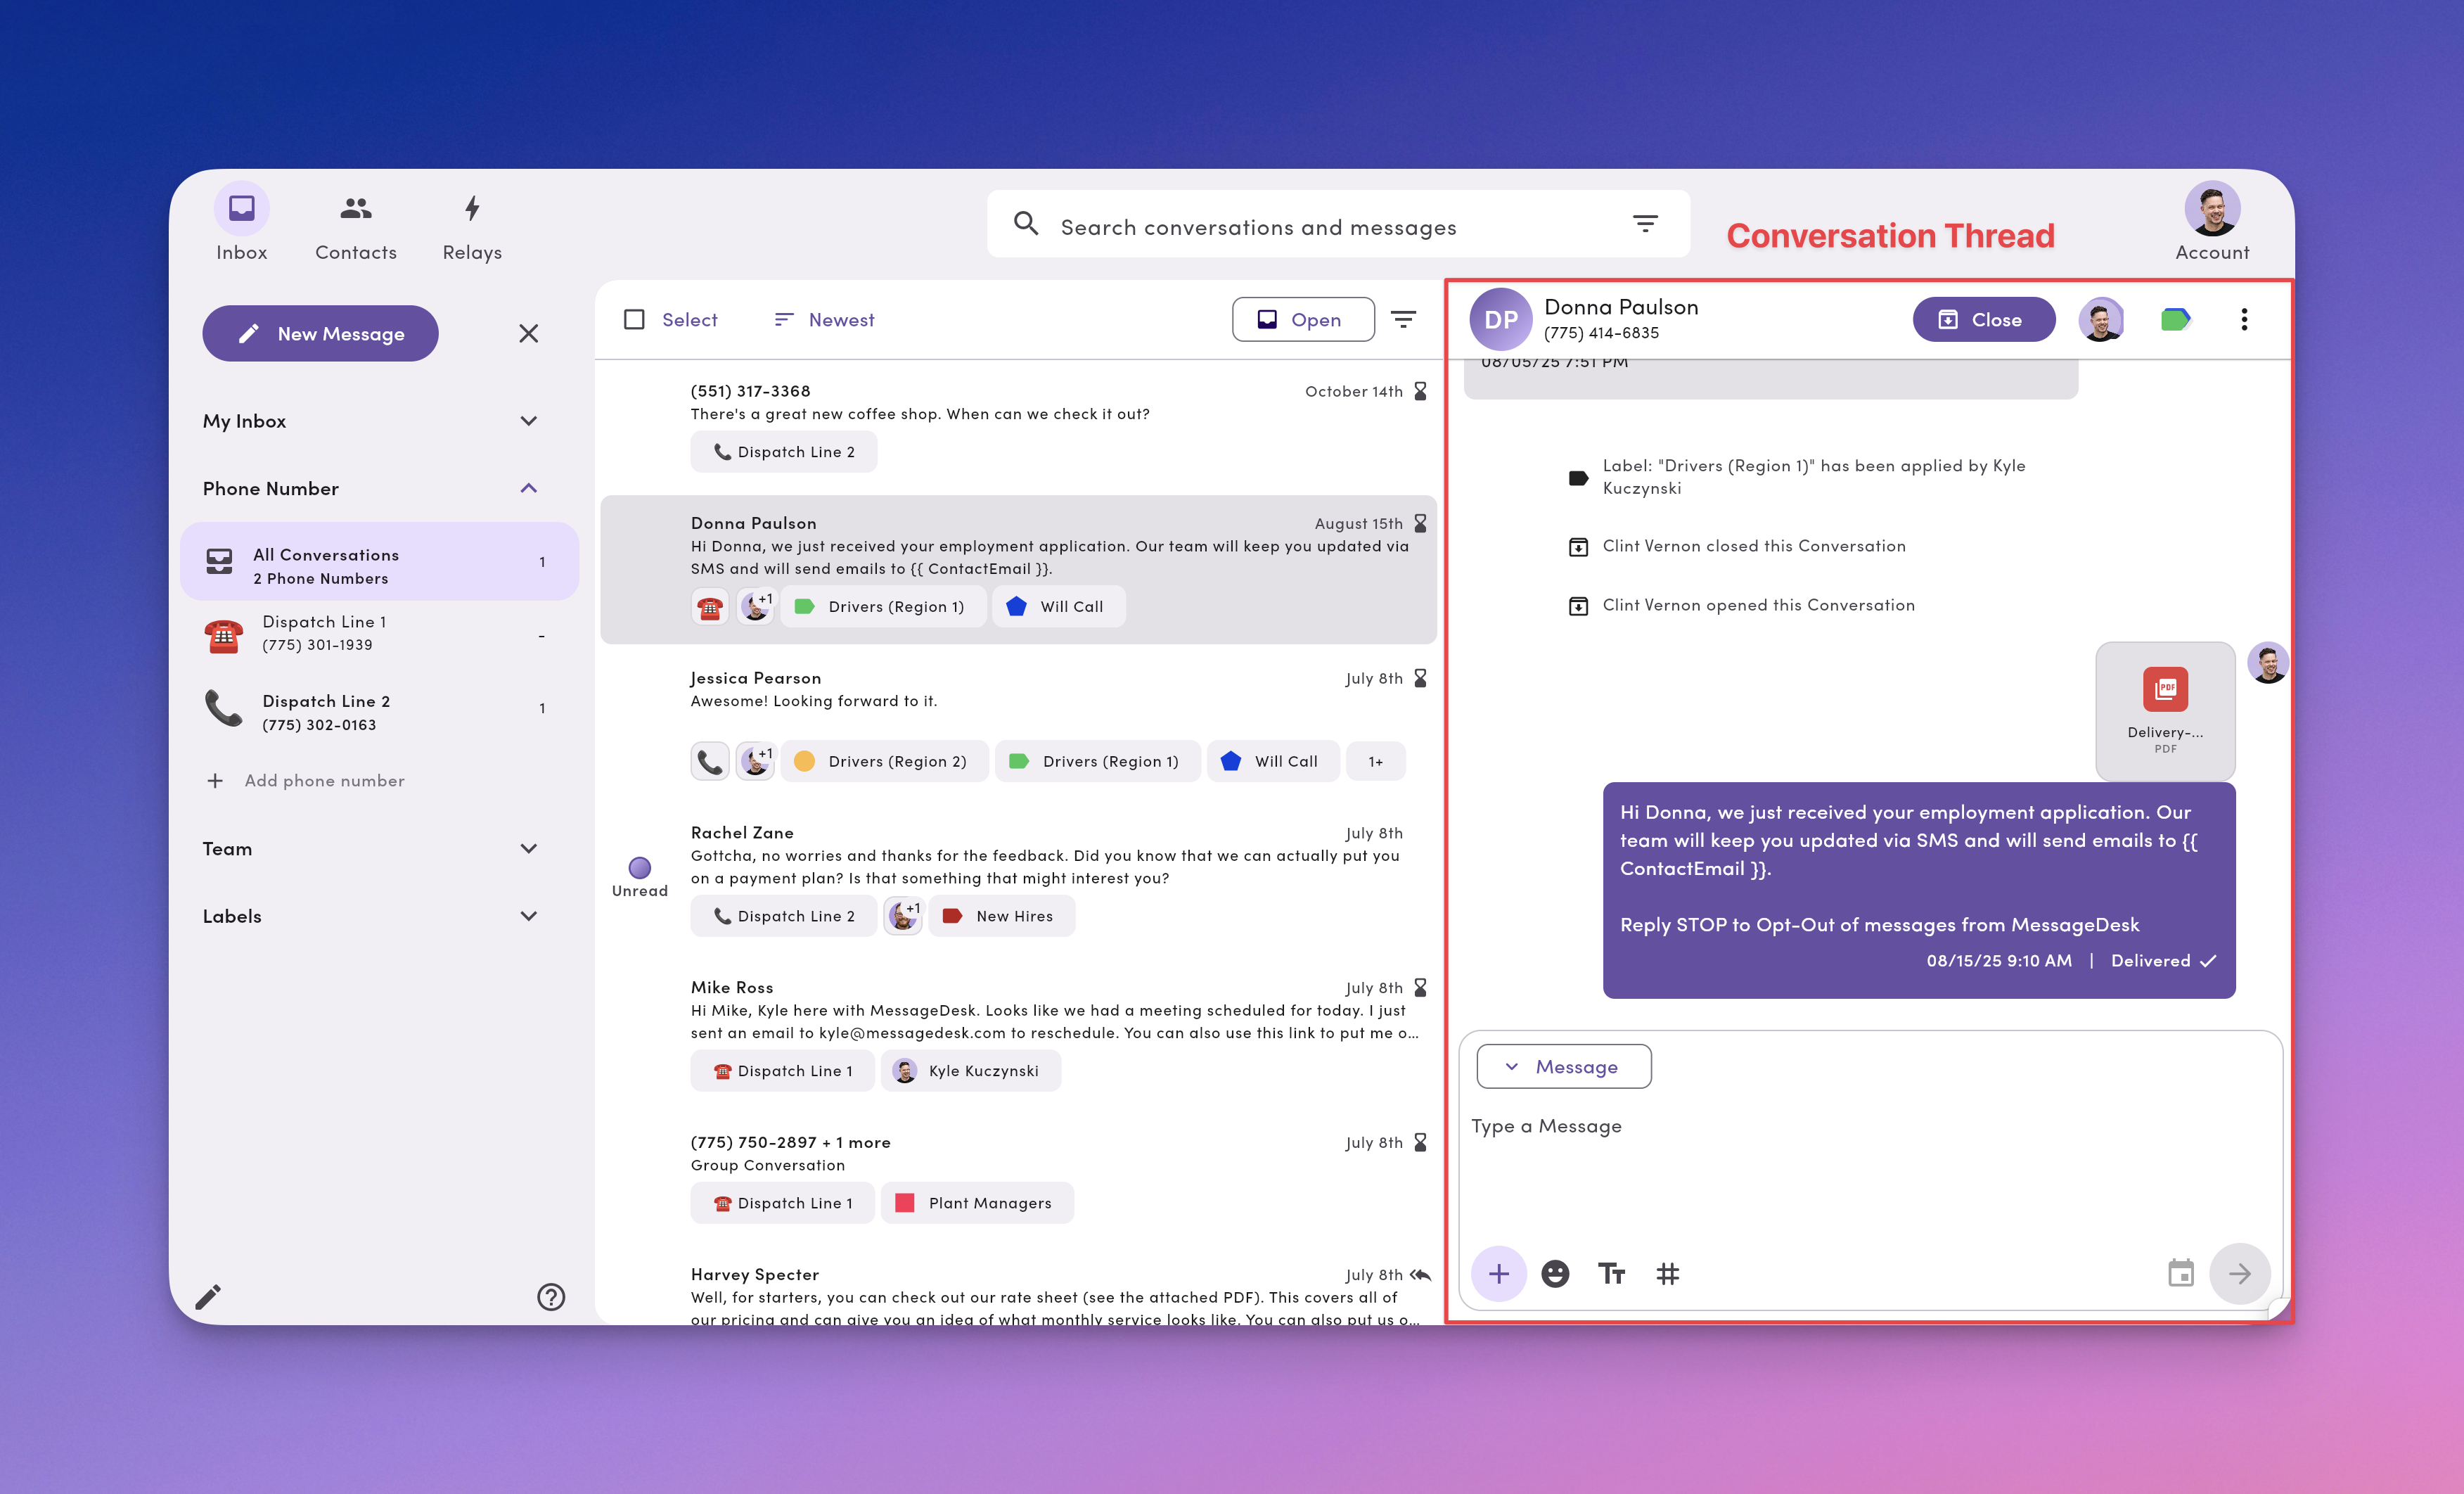 Inbox
Contacts
Relays
Search conversations and messages
Conversation Thread
Account
New Message
My Inbox
Phone Number
All Conversations
2 Phone Numbers
1
Dispatch Line 1
(775) 301-1939
-
Dispatch Line 2
(775) 302-0163
1
Add phone number
Team
Labels
Select
Newest
Open
(551) 317-3368
October 14th
There's a great new coffee shop. When can we check it out?
Dispatch Line 2
Donna Paulson
August 15th
Hi Donna, we just received your employment application. Our team will keep you updated via
SMS and will send emails to {{ ContactEmail }}.
+1
Drivers (Region 1)
Will Call
Jessica Pearson
July 8th
Awesome! Looking forward to it.
+1
Drivers (Region 2)
Drivers (Region 1)
Will Call
1+
Unread
Rachel Zane
July 8th
Gottcha, no worries and thanks for the feedback. Did you know that we can actually put you
on a payment plan? Is that something that might interest you?
Dispatch Line 2
+1
New Hires
Mike Ross
July 8th
Hi Mike, Kyle here with MessageDesk. Looks like we had a meeting scheduled for today. I just
sent an email to kyle@messagedesk.com to reschedule. You can also use this link to put me o...
Dispatch Line 1
Kyle Kuczynski
(775) 750-2897 + 1 more
July 8th
Group Conversation
Dispatch Line 1
Plant Managers
Harvey Specter
July 8th
Well, for starters, you can check out our rate sheet (see the attached PDF). This covers all of
our pricing and can give you an idea of what monthly service looks like. You can also put us o...
DP
Donna Paulson
(775) 414-6835
Close
08/05/25 7:51 PM
Label: "Drivers (Region 1)" has been applied by Kyle
Kuczynski
Clint Vernon closed this Conversation
Clint Vernon opened this Conversation
PDF
Delivery-...
PDF
Hi Donna, we just received your employment application. Our
team will keep you updated via SMS and will send emails to {{
ContactEmail }}.
Reply STOP to Opt-Out of messages from MessageDesk
08/15/25 9:10 AM | Delivered
Message
Type a Message